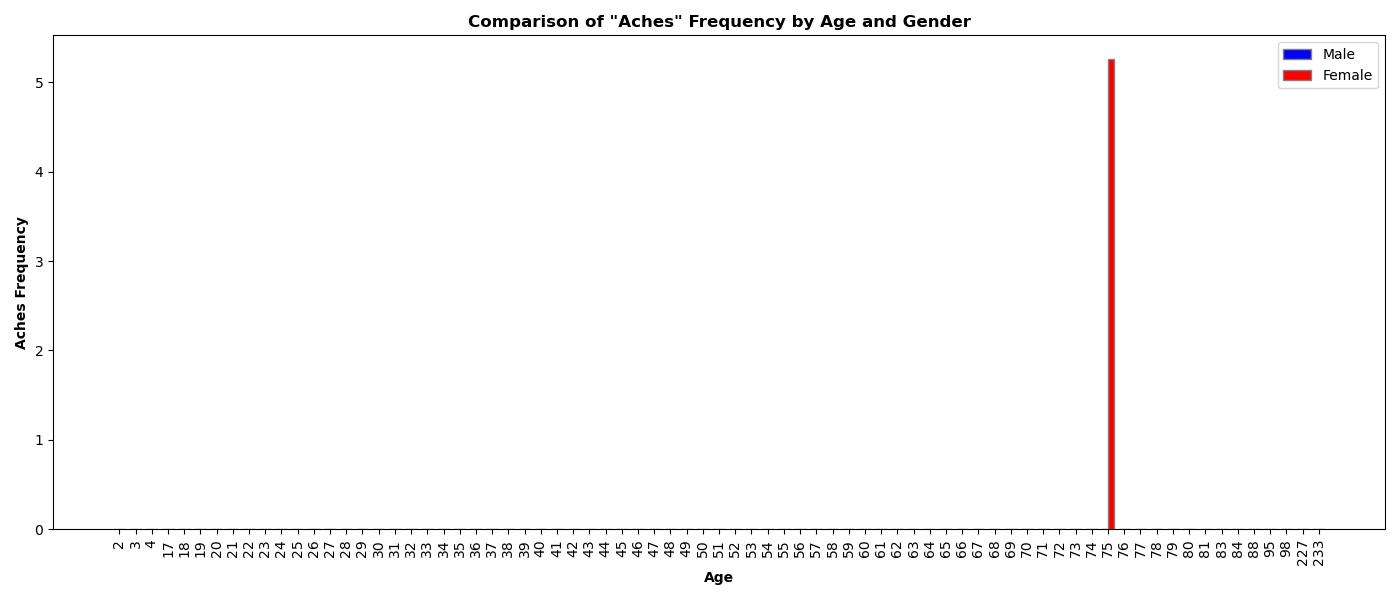 Comparison of "Aches" Frequency by Age and Gender
Male
Female
5
4
3
2
1
0
Aches Frequency
2 3 4 17 18 19 20 21 22 23 24 25 26 27 28 29 30 31 32 33 34 35 36 37 38 39 40 41 42 43 44 45 46 47 48 49 50 51 52 53 54 55 56 57 58 59 60 61 62 63 64 65 66 67 68 69 70 71 72 73 74 75 76 77 78 79 80 81 83 84 88 95 98 227 233
Age